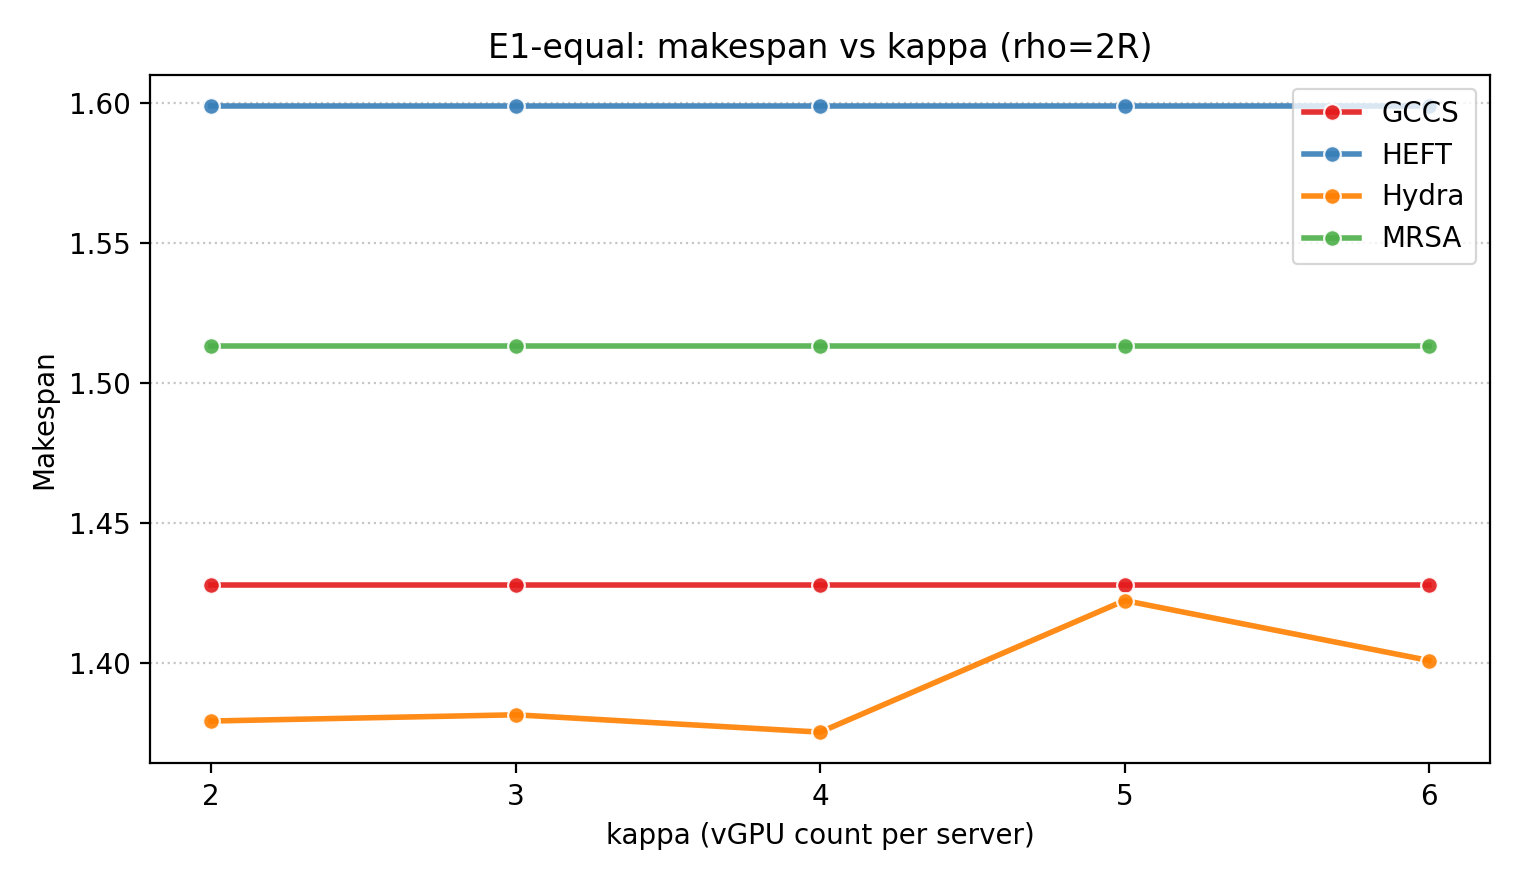 E1-equal: makespan vs kappa (rho=2R)
1.60
1.55
1.50
1.45
1.40
Makespan
GCCS
HEFT
Hydra
MRSA
2 3 4 5 6
kappa (vGPU count per server)